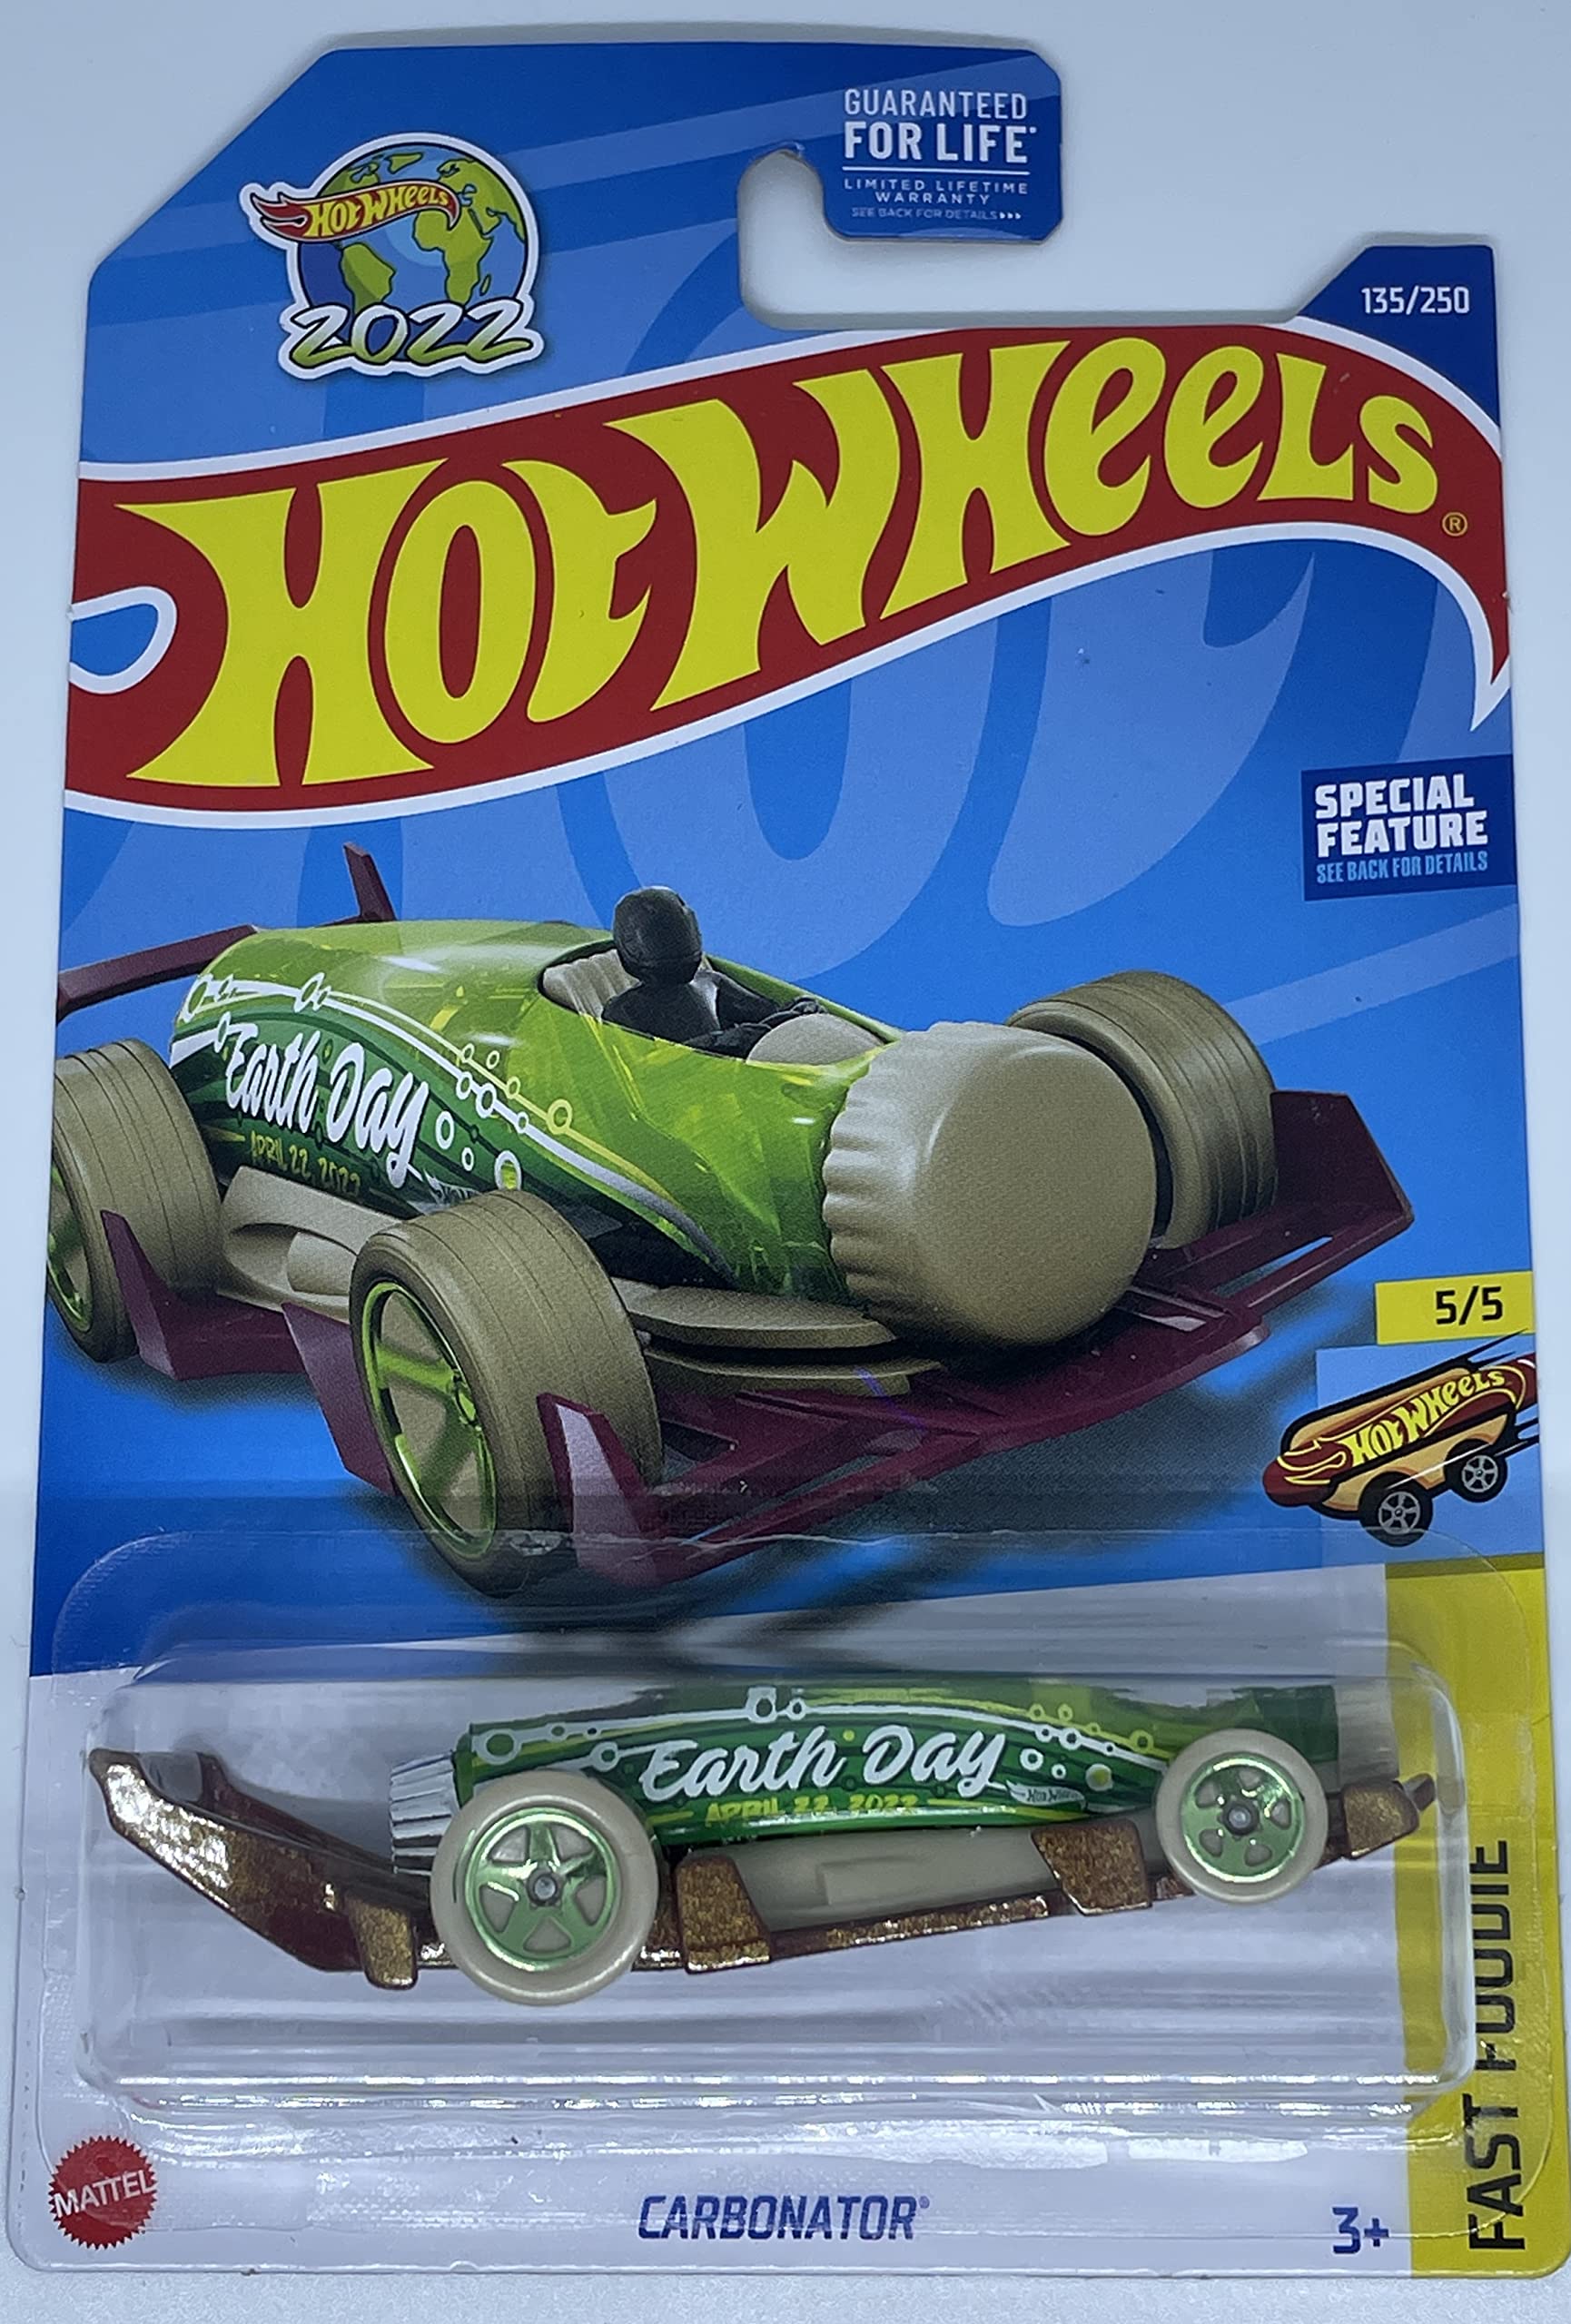 GUARANTEED
FOR LIFE*
LIMITED LIFETIME
WARRANTY
SEE BACK FOR DETAILS
HOT WHEELS
2022
135/250
HOT WHEELS®
SPECIAL
FEATURE
SEE BACK FOR DETAILS
Earth Day
APRIL 22, 2022
5/5
HOT WHEELS
Earth Day
APRIL 22, 2022
HOT WHEELS
FAST FOODIE
MATTEL
CARBONATOR®
3+